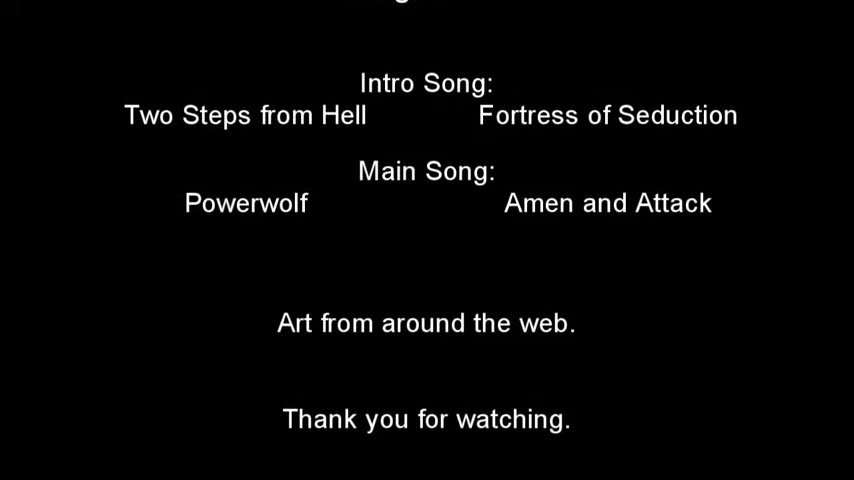 Intro Song:
Two Steps from Hell Fortress of Seduction
Main Song:
Powerwolf Amen and Attack
Art from around the web.
Thank you for watching.